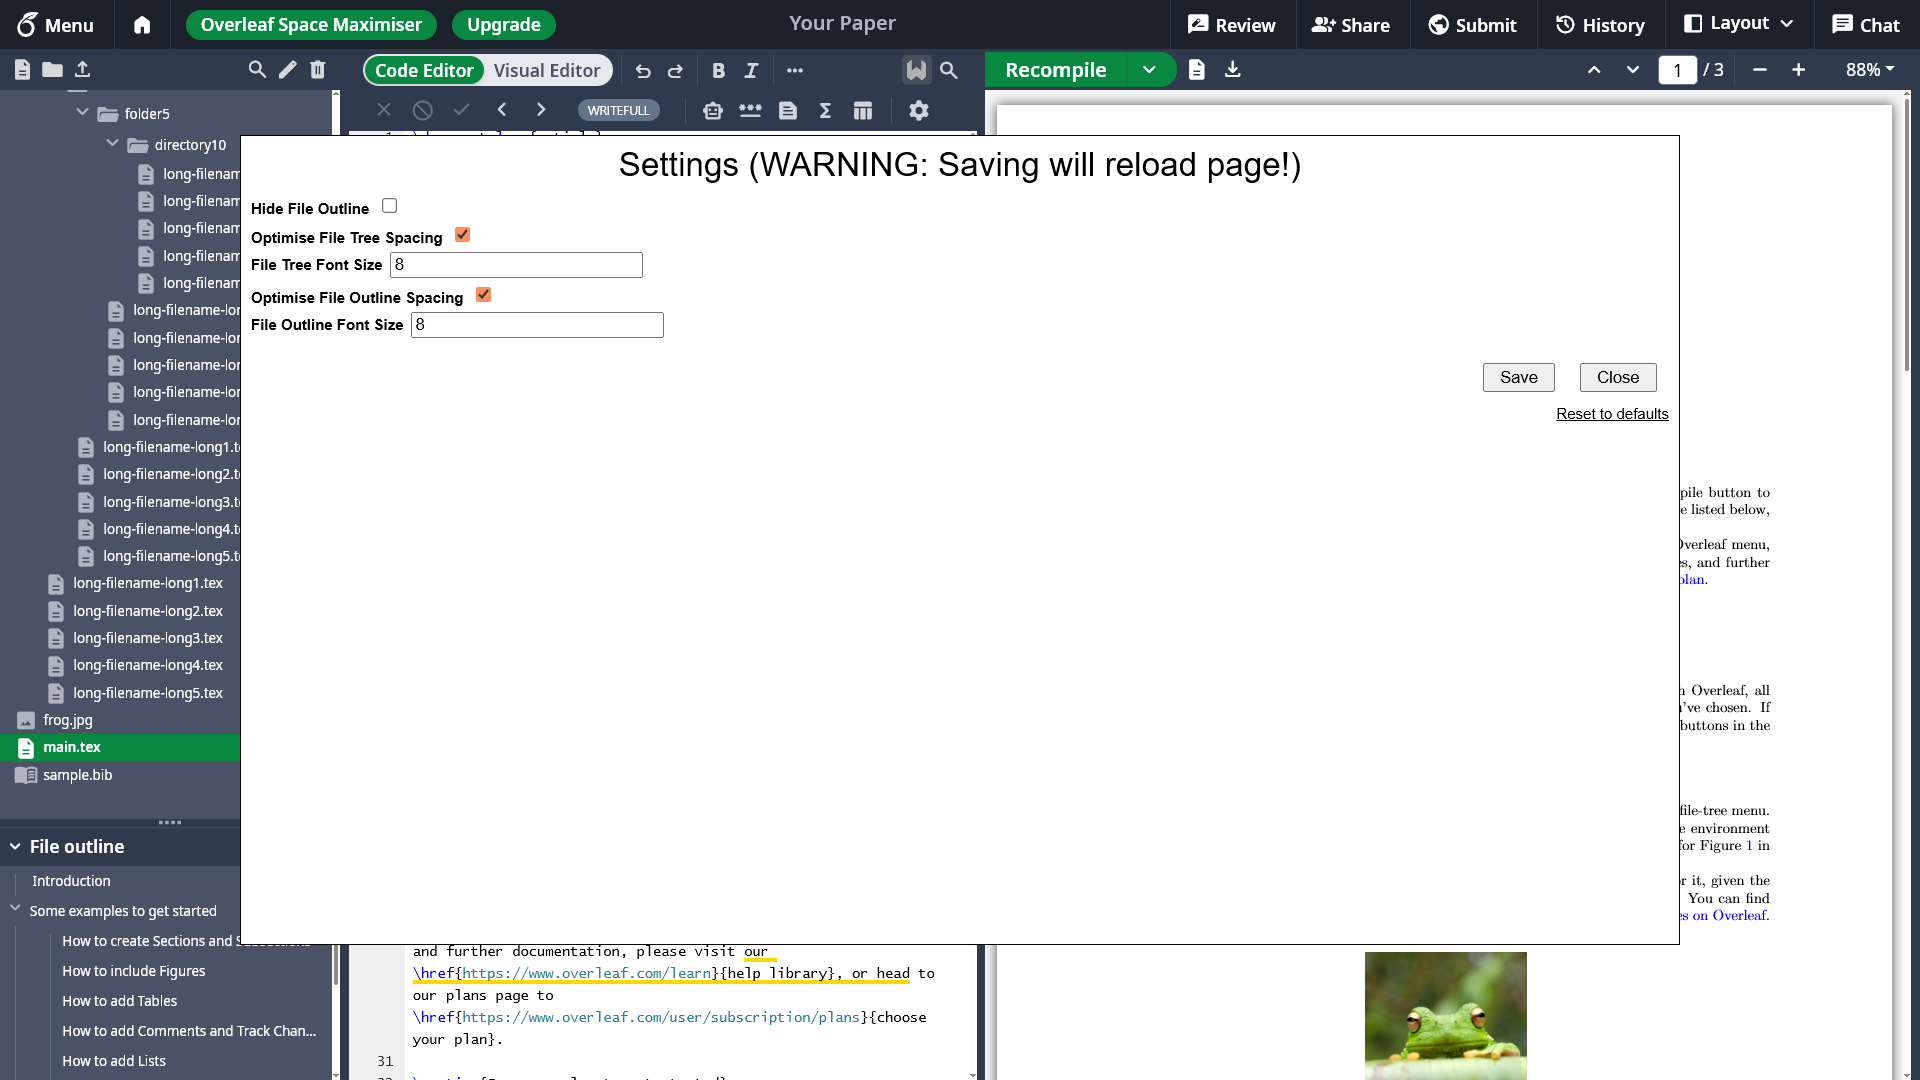 Menu
Overleaf Space Maximiser
Upgrade
Your Paper
Review
Share
Submit
History
Layout
Chat
Code Editor
Visual Editor
B I
Recompile
1 / 3
88%
WRITEFULL
folder5
directory10
long-filenam
long-filenam
long-filenam
long-filenam
long-filenam
long-filename-lor
long-filename-lor
long-filename-lor
long-filename-lor
long-filename-lor
long-filename-long1.t
long-filename-long2.t
long-filename-long3.t
long-filename-long4.t
long-filename-long5.t
long-filename-long1.tex
long-filename-long2.tex
long-filename-long3.tex
long-filename-long4.tex
long-filename-long5.tex
frog.jpg
main.tex
sample.bib
File outline
Introduction
Some examples to get started
How to create Sections and Subsections
How to include Figures
How to add Tables
How to add Comments and Track Chan...
How to add Lists
Settings (WARNING: Saving will reload page!)
Hide File Outline
Optimise File Tree Spacing
File Tree Font Size 8
Optimise File Outline Spacing
File Outline Font Size 8
Save
Close
Reset to defaults
and further documentation, please visit our
\href{https://www.overleaf.com/learn}{help library}, or head to
our plans page to
\href{https://www.overleaf.com/user/subscription/plans}{choose
your plan}.
31
pile button to
e listed below,
Overleaf menu,
es, and further
plan.
n Overleaf, all
u've chosen. If
buttons in the
file-tree menu.
e environment
for Figure 1 in
r it, given the
You can find
es on Overleaf.